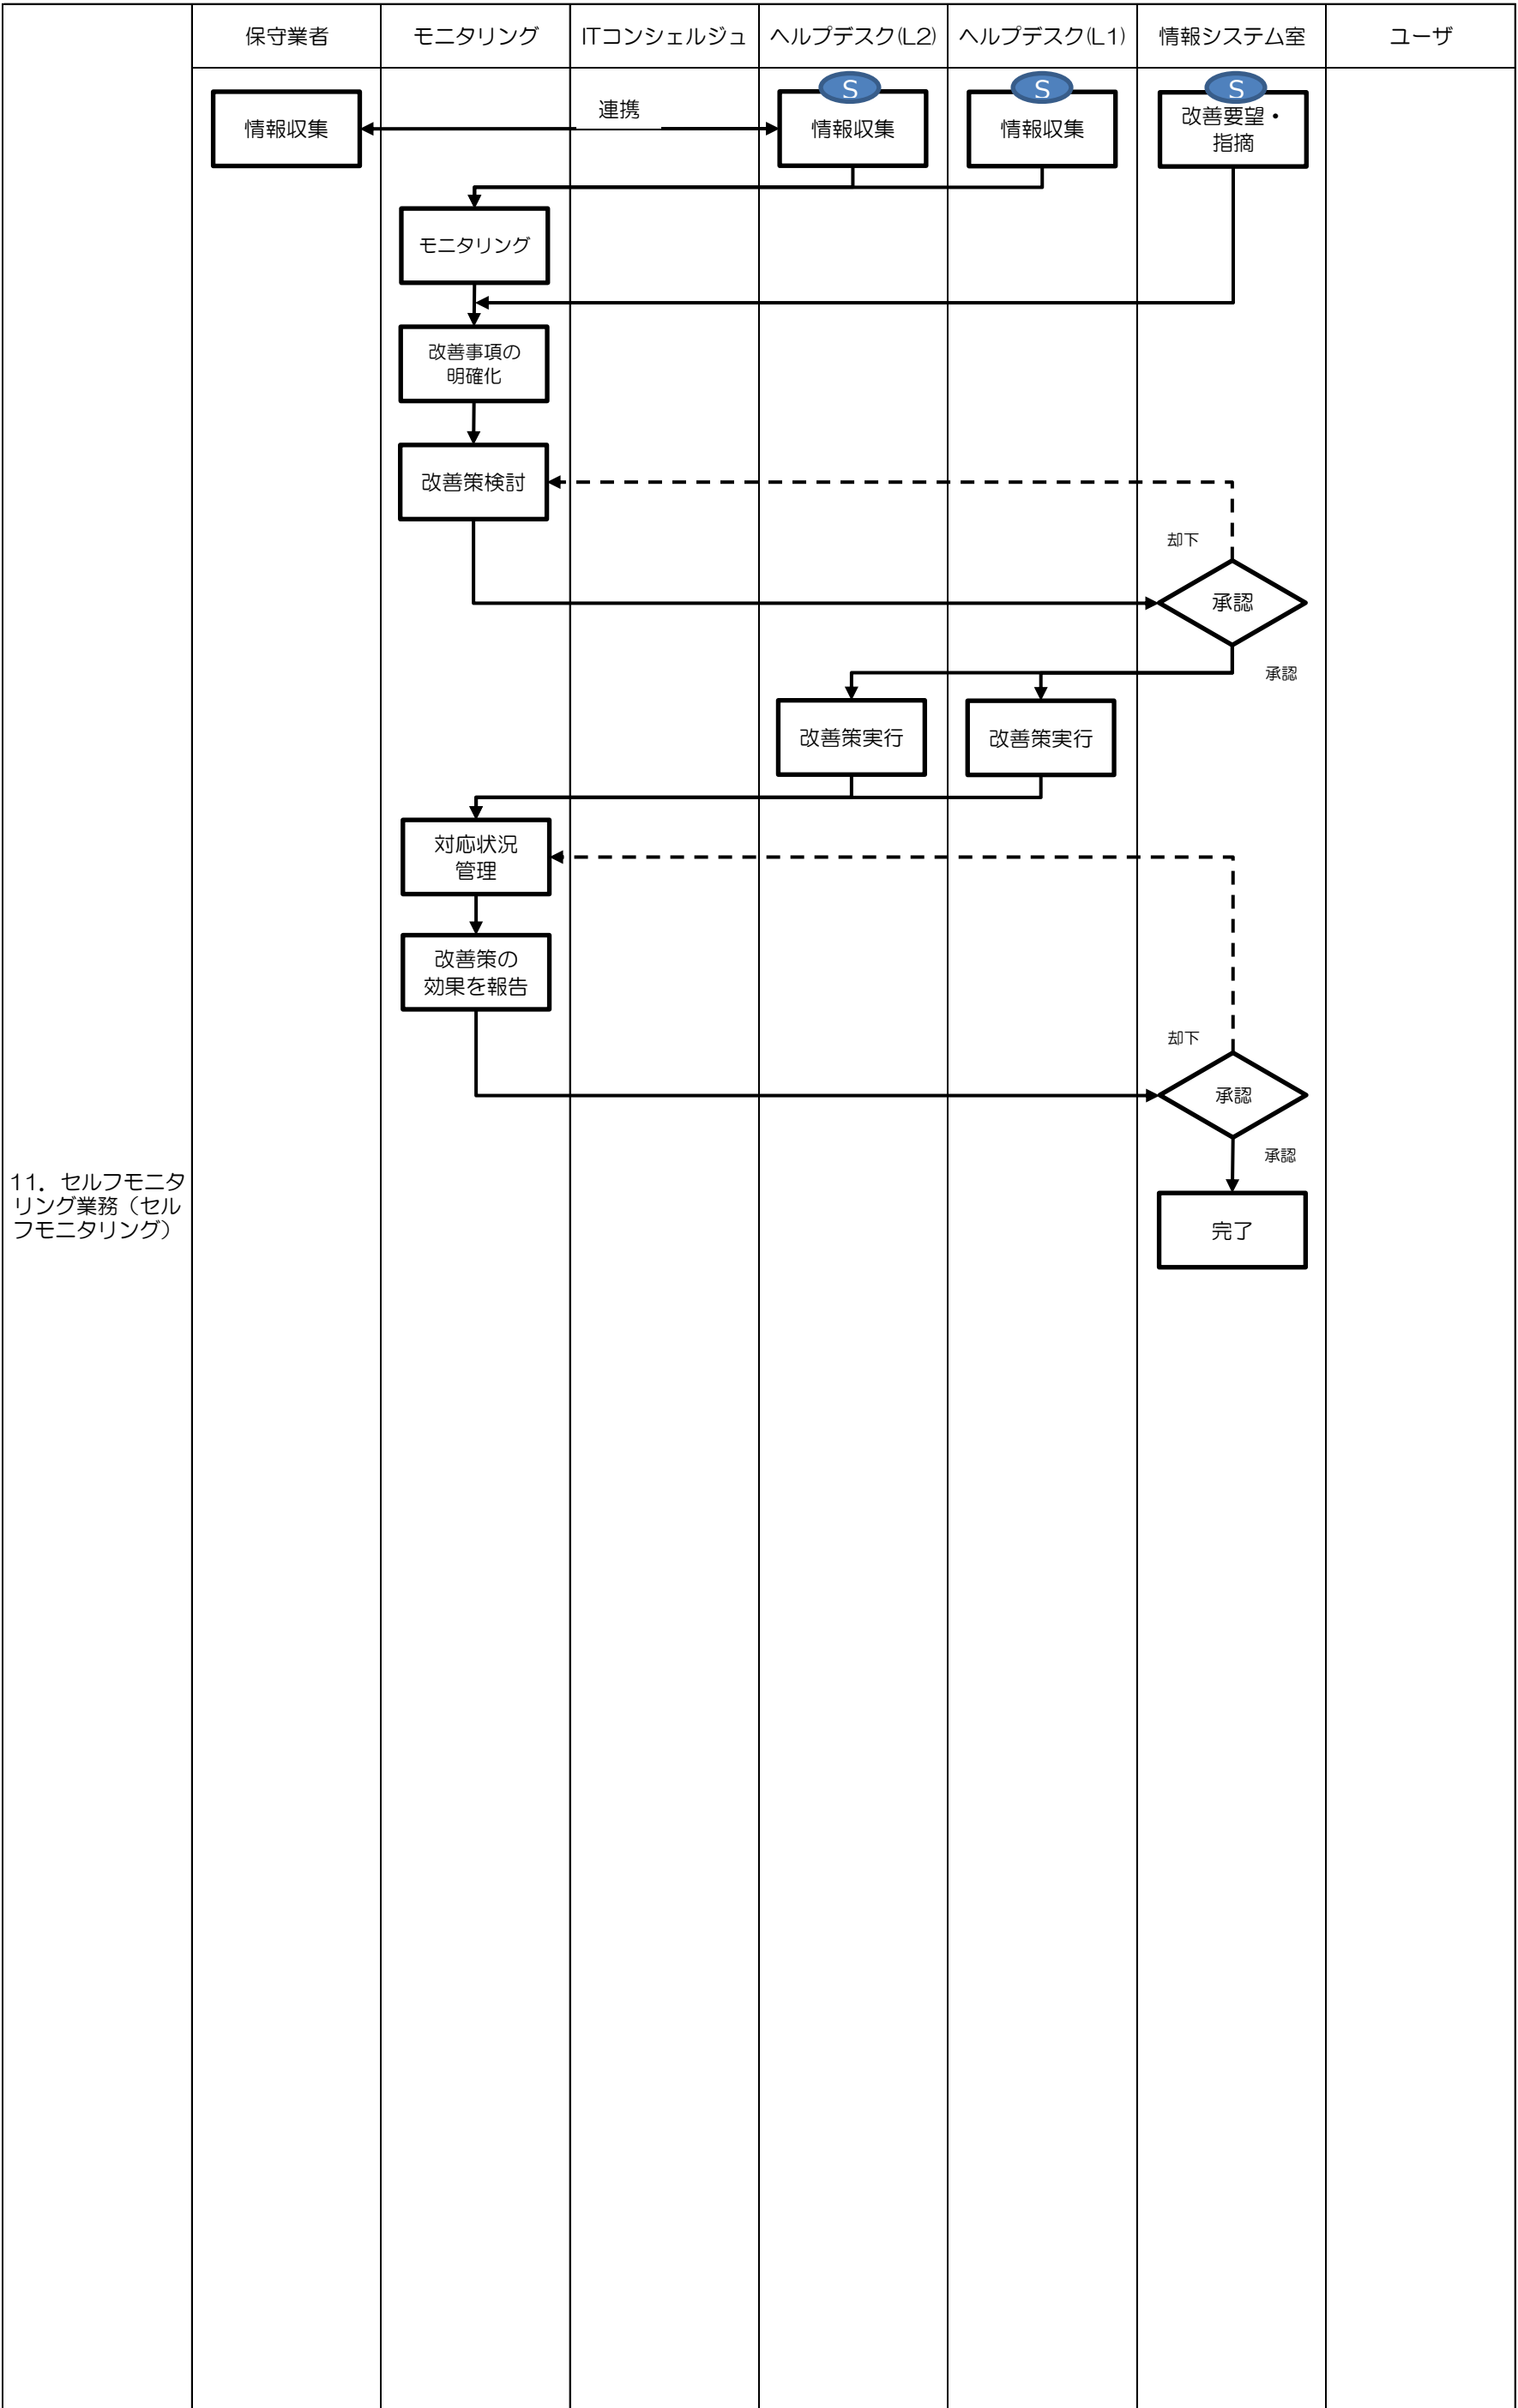 保守業者
モニタリング
ITコンシェルジュ
ヘルプデスク(L2)
ヘルプデスク(L1)
情報システム室
ユーザ
S
S
S
情報収集
連携
情報収集
情報収集
改善要望・
指摘
モニタリング
改善事項の
明確化
改善策検討
却下
承認
承認
改善策実行
改善策実行
対応状況
管理
改善策の
効果を報告
却下
承認
承認
完了
11．セルフモニタ
リング業務（セル
フモニタリング）